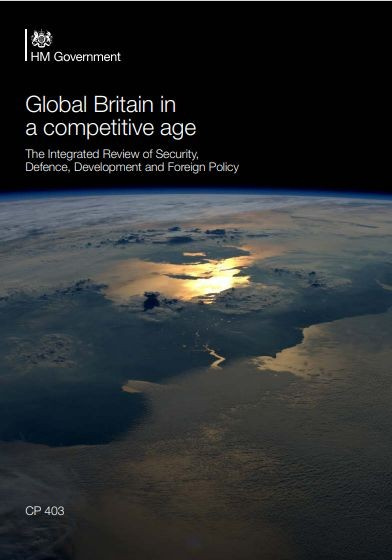 HM Government
Global Britain in
a competitive age
The Integrated Review of Security,
Defence, Development and Foreign Policy
CP 403